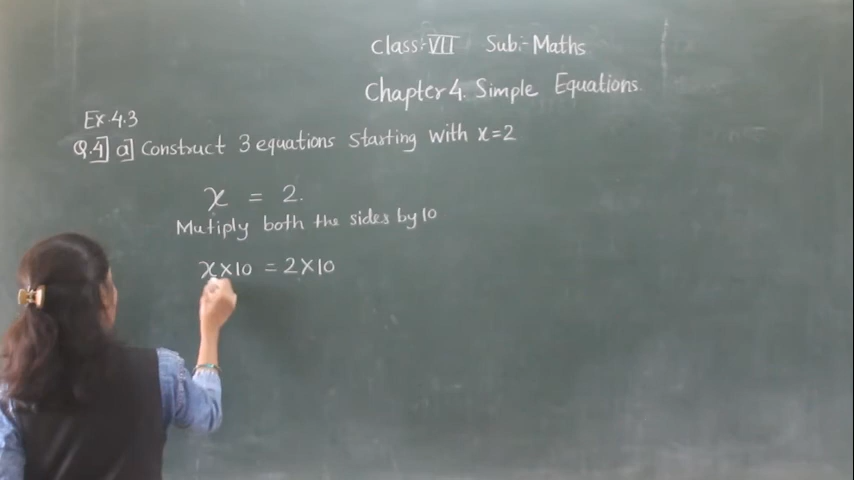 Class:-VII Sub:-Maths
Chapter 4. Simple Equations.
Ex.4.3
Q.4] a] Construct 3 equations starting with x=2
x = 2.
Mutiply both the sides by 10
x×10 = 2×10